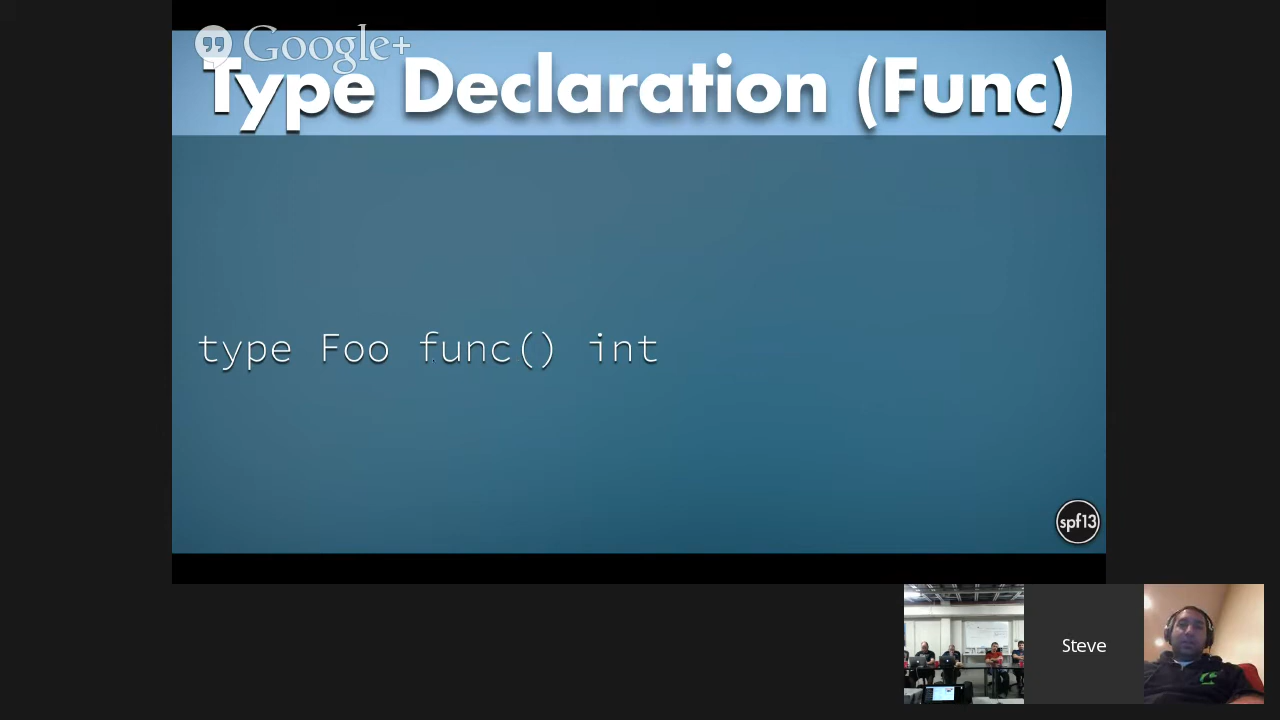 Google+
Type Declaration (Func)
type Foo func() int
spf13
Steve